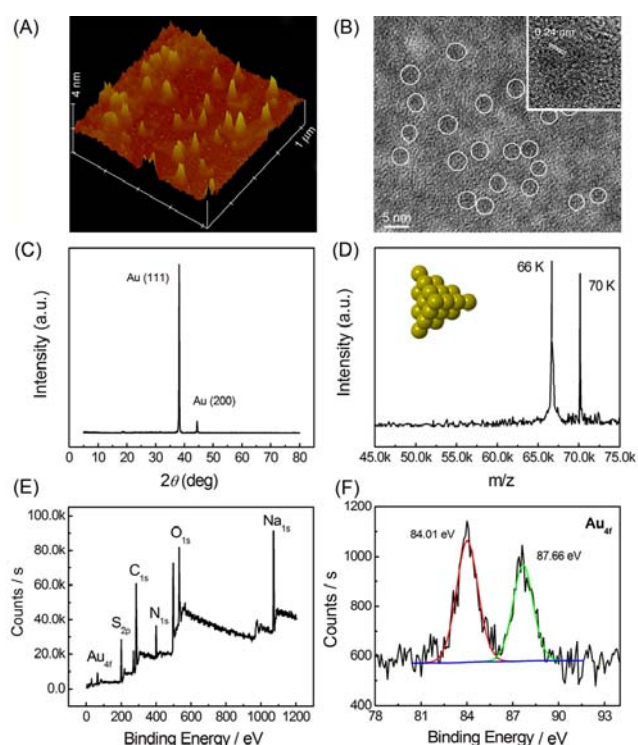 (A)
4 nm
1 μm
(B)
0.24 nm
5 nm
(C)
Intensity (a.u.)
Au (111)
Au (200)
0 10 20 30 40 50 60 70 80 90
2θ (deg)
(D)
Intensity (a.u.)
66 K
70 K
45.0k 50.0k 55.0k 60.0k 65.0k 70.0k 75.0k
m/z
(E)
Counts / s
100.0k
80.0k
60.0k
40.0k
20.0k
0.0
Au4f
S2p
C1s
N1s
O1s
Na1s
0 200 400 600 800 1000 1200
Binding Energy / eV
(F)
Counts / s
1200
1000
800
600
400
84.01 eV
87.66 eV
Au4f
78 81 84 87 90 93
Binding Energy / eV